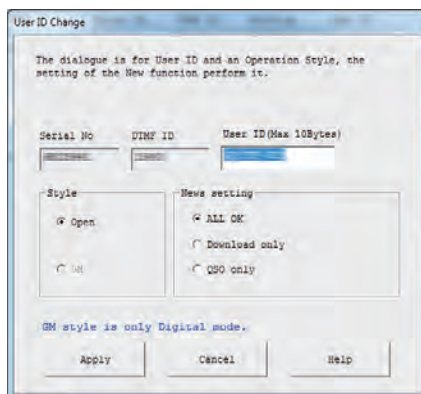 User ID Change
The dialogue is for User ID and an Operation Style, the
setting of the New function perform it.
Serial No DTMF ID User ID(Max 10Bytes)
Style News setting
Open ALL OK
Download only
GM QSO only
GM style is only Digital mode.
Apply Cancel Help